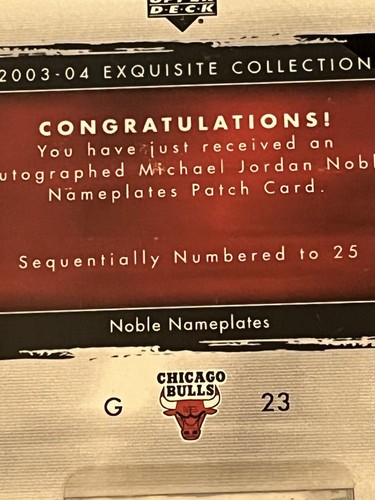 UPPER
D·E·C·K
2003-04 EXQUISITE COLLECTION
CONGRATULATIONS!
You have just received an
utographed Michael Jordan Nobl
Nameplates Patch Card.
Sequentially Numbered to 25
Noble Nameplates
CHICAGO
BULLS
G 23